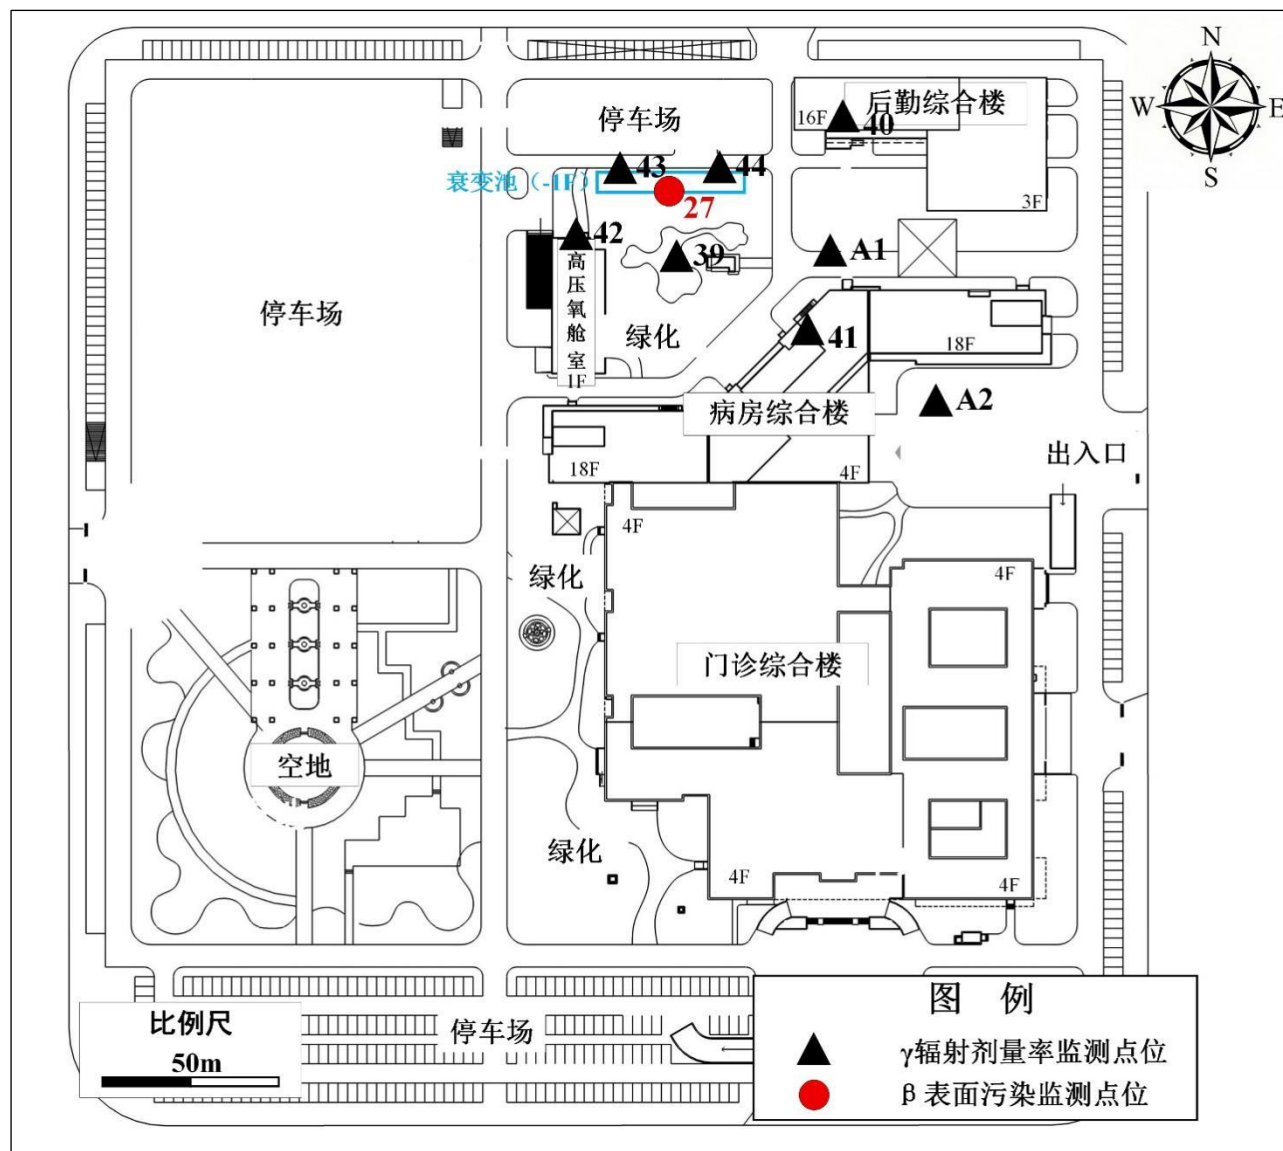 N
W
E
S
后勤综合楼
16F
40
3F
停车场
43
44
衰变池（-1F）
27
42
39
A1
高压氧舱室
1F
停车场
绿化
41
18F
A2
病房综合楼
出入口
18F
4F
4F
绿化
4F
门诊综合楼
空地
绿化
4F
4F
比例尺
50m
停车场
图 例
γ辐射剂量率监测点位
β表面污染监测点位